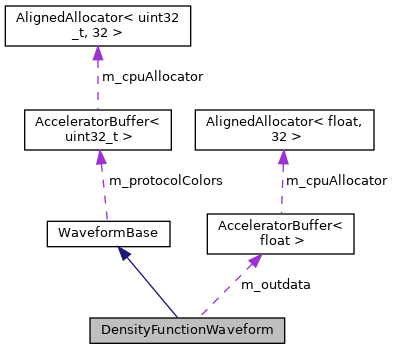 AlignedAllocator< uint32
_t, 32 >
m_cpuAllocator
AcceleratorBuffer<
uint32_t >
AlignedAllocator< float,
32 >
m_protocolColors
m_cpuAllocator
WaveformBase
AcceleratorBuffer<
float >
m_outdata
DensityFunctionWaveform